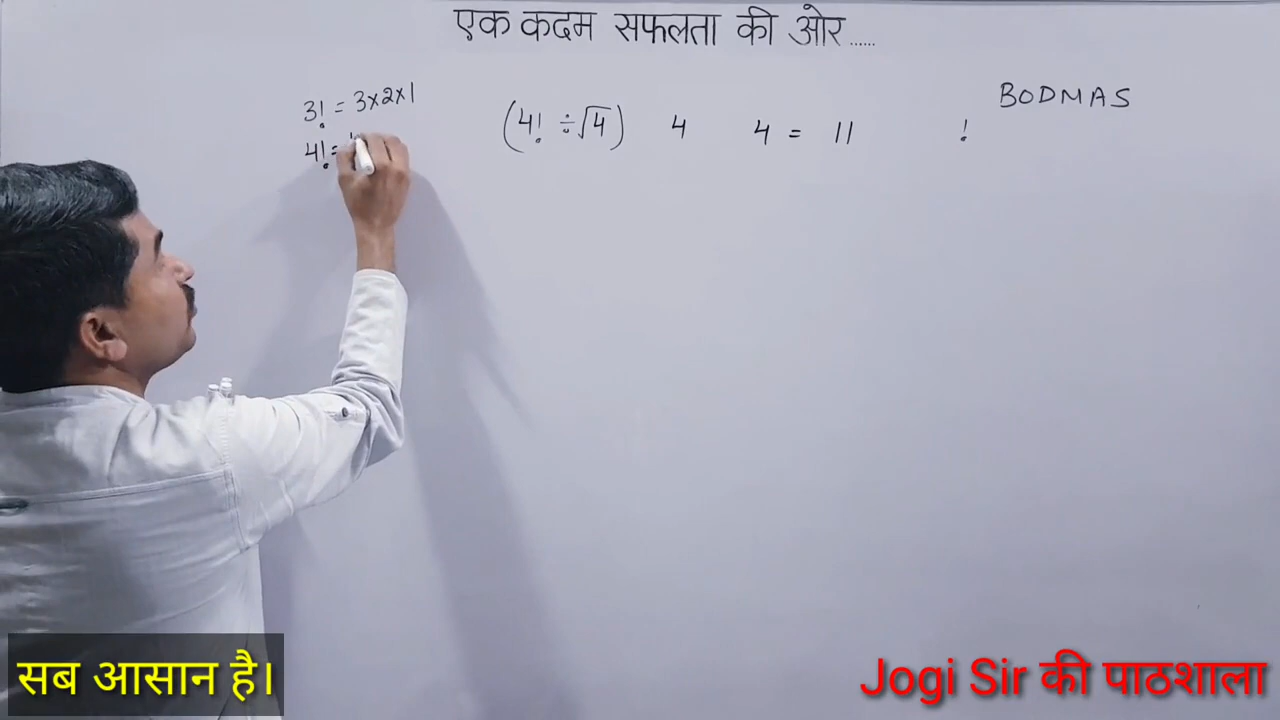 एक कदम सफलता की ओर ......
3! = 3x2x1
4! =
(4! ÷ √4) 4 4 = 11
BODMAS
!
सब आसान है।
Jogi Sir की पाठशाला